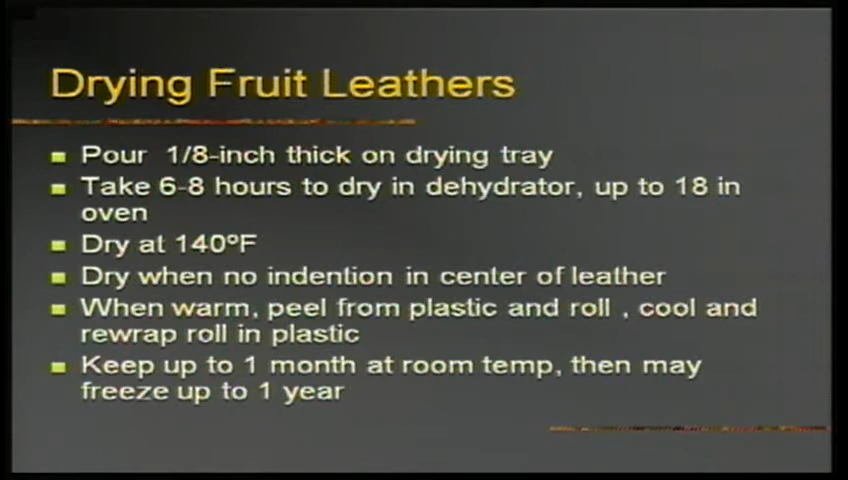 Drying Fruit Leathers
Pour 1/8-inch thick on drying tray
Take 6-8 hours to dry in dehydrator, up to 18 in
oven
Dry at 140ºF
Dry when no indention in center of leather
When warm, peel from plastic and roll , cool and
rewrap roll in plastic
Keep up to 1 month at room temp, then may
freeze up to 1 year